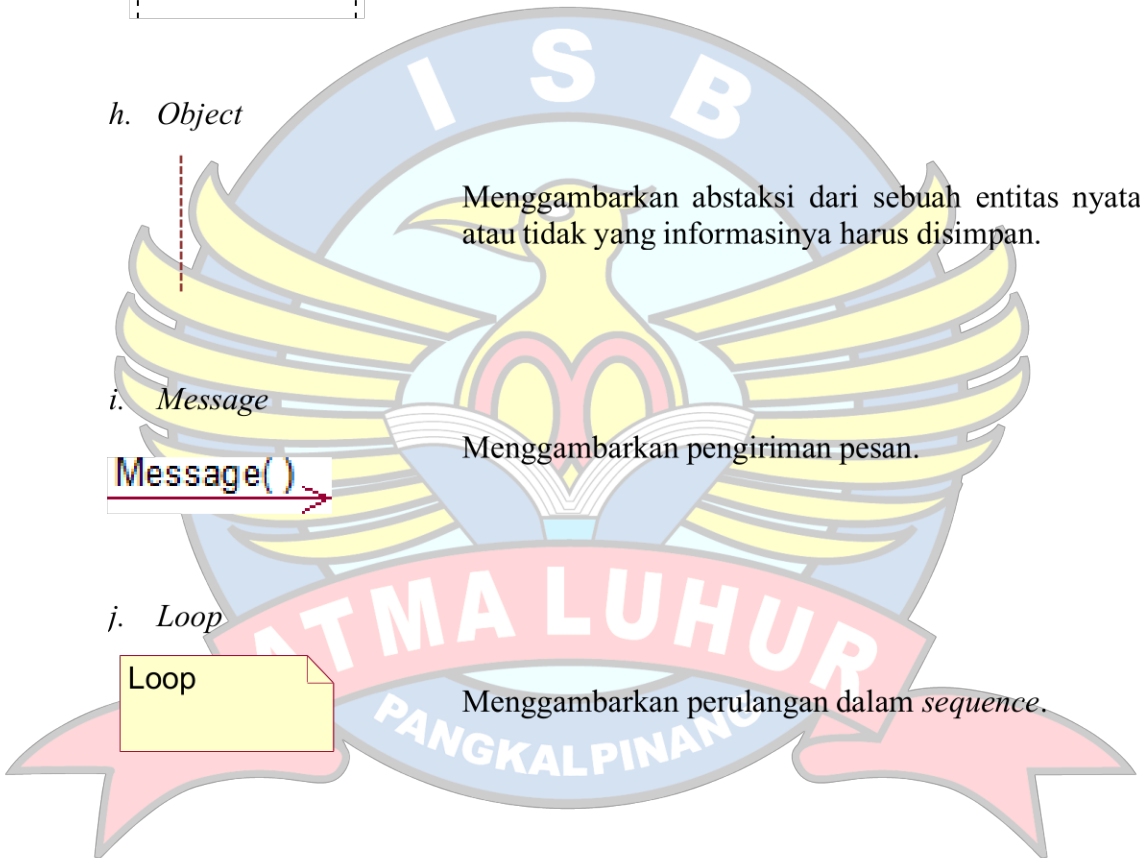 I S B
h. Object
Menggambarkan abstaksi dari sebuah entitas nyata
atau tidak yang informasinya harus disimpan.
i. Message
Menggambarkan pengiriman pesan.
Message( )
j. Loop
ATMA LUHUR
Loop
Menggambarkan perulangan dalam sequence.
PANGKALPINANG